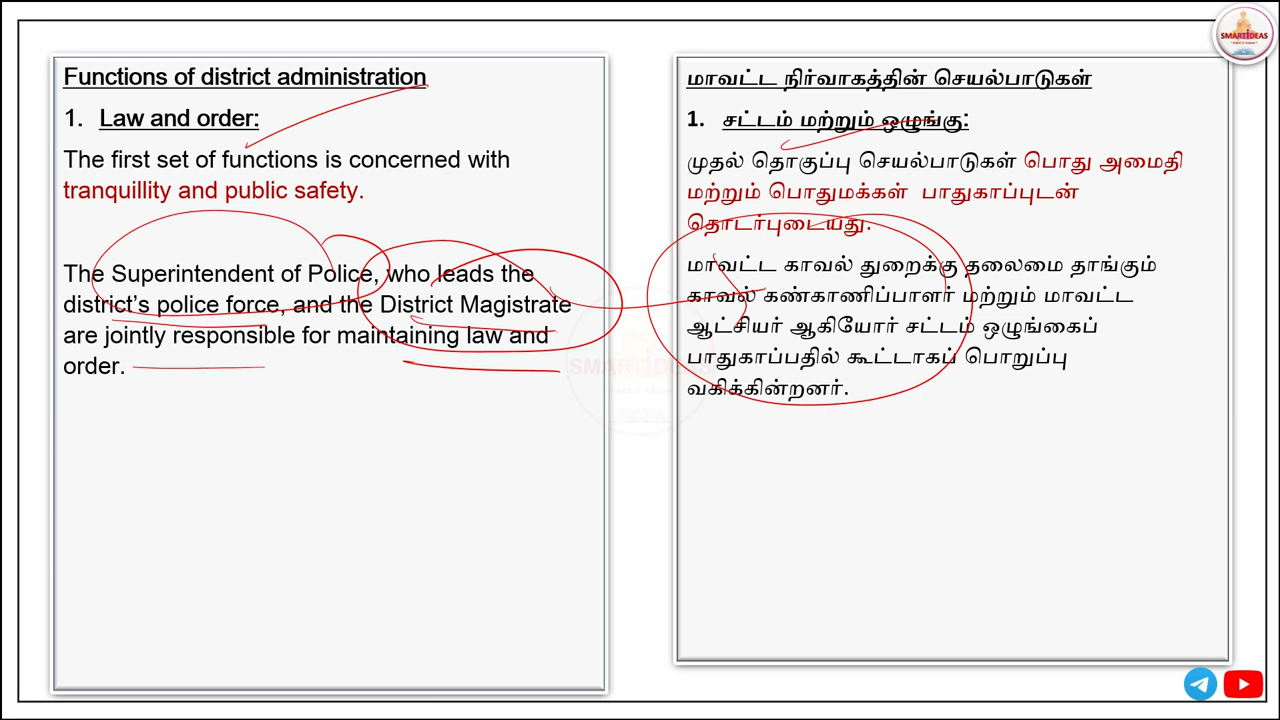 SMARTIDEAS
Functions of district administration
1. Law and order:
The first set of functions is concerned with
tranquillity and public safety.
The Superintendent of Police, who leads the
district's police force, and the District Magistrate
are jointly responsible for maintaining law and
order.
மாவட்ட நிர்வாகத்தின் செயல்பாடுகள்
1. சட்டம் மற்றும் ஒழுங்கு:
முதல் தொகுப்பு செயல்பாடுகள் பொது அமைதி
மற்றும் பொதுமக்கள் பாதுகாப்புடன்
தொடர்புடையது.
மாவட்ட காவல் துறைக்கு தலைமை தாங்கும்
காவல் கண்காணிப்பாளர் மற்றும் மாவட்ட
ஆட்சியர் ஆகியோர் சட்டம் ஒழுங்கைப்
பாதுகாப்பதில் கூட்டாகப் பொறுப்பு
வகிக்கின்றனர்.
SMARTIDEAS